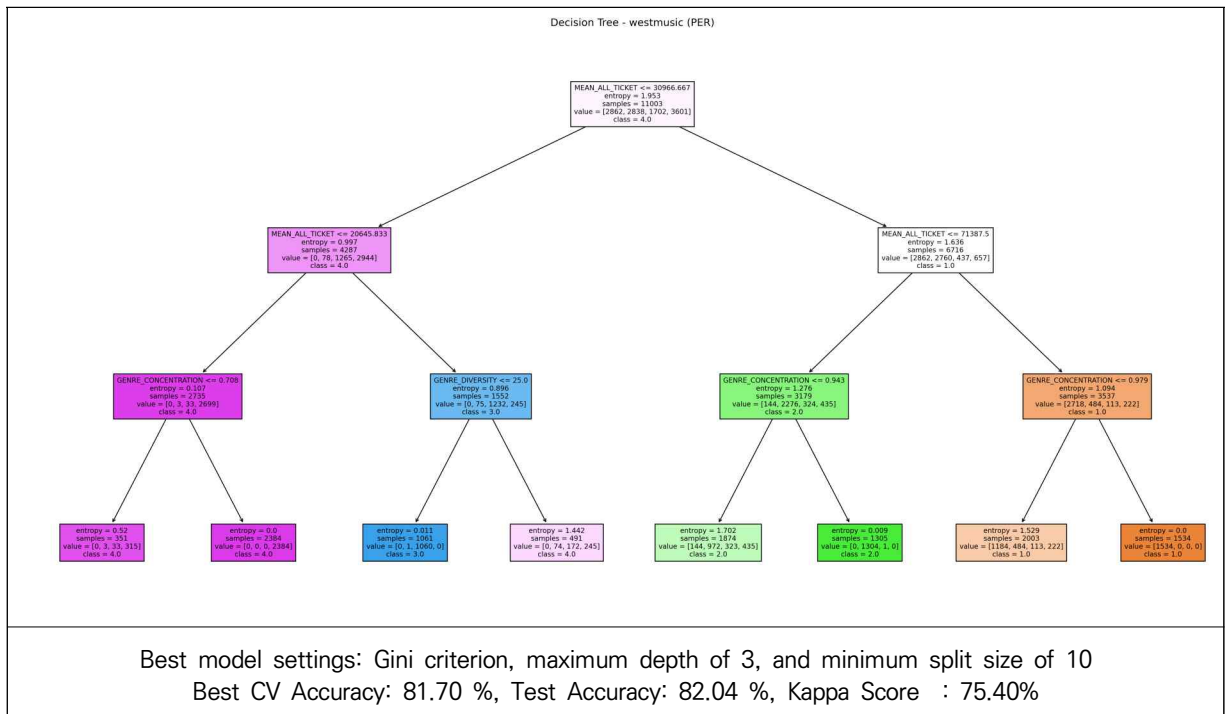 Decision Tree - westmusic (PER)
MEAN_ALL_TICKET <= 30966.667
entropy = 1.953
samples = 11003
value = [2862, 2838, 1702, 3601]
class = 4.0
MEAN_ALL_TICKET <= 20645.833
entropy = 0.997
samples = 4287
value = [0, 78, 1265, 2944]
class = 4.0
MEAN_ALL_TICKET <= 71387.5
entropy = 1.636
samples = 6716
value = [2862, 2760, 437, 657]
class = 1.0
GENRE_CONCENTRATION <= 0.708
entropy = 0.107
samples = 2735
value = [0, 3, 33, 2699]
class = 4.0
GENRE_DIVERSITY <= 25.0
entropy = 0.896
samples = 1552
value = [0, 75, 1232, 245]
class = 3.0
GENRE_CONCENTRATION <= 0.943
entropy = 1.276
samples = 3179
value = [144, 2276, 324, 435]
class = 2.0
GENRE_CONCENTRATION <= 0.979
entropy = 1.094
samples = 3537
value = [2718, 484, 113, 222]
class = 1.0
entropy = 0.52
samples = 351
value = [0, 3, 33, 315]
class = 4.0
entropy = 0.0
samples = 2384
value = [0, 0, 0, 2384]
class = 4.0
entropy = 0.011
samples = 1061
value = [0, 1, 1060, 0]
class = 3.0
entropy = 1.442
samples = 491
value = [0, 74, 172, 245]
class = 4.0
entropy = 1.702
samples = 1874
value = [144, 972, 323, 435]
class = 2.0
entropy = 0.009
samples = 1305
value = [0, 1304, 1, 0]
class = 2.0
entropy = 1.529
samples = 2003
value = [1184, 484, 113, 222]
class = 1.0
entropy = 0.0
samples = 1534
value = [1534, 0, 0, 0]
class = 1.0
Best model settings: Gini criterion, maximum depth of 3, and minimum split size of 10
Best CV Accuracy: 81.70 %, Test Accuracy: 82.04 %, Kappa Score : 75.40%